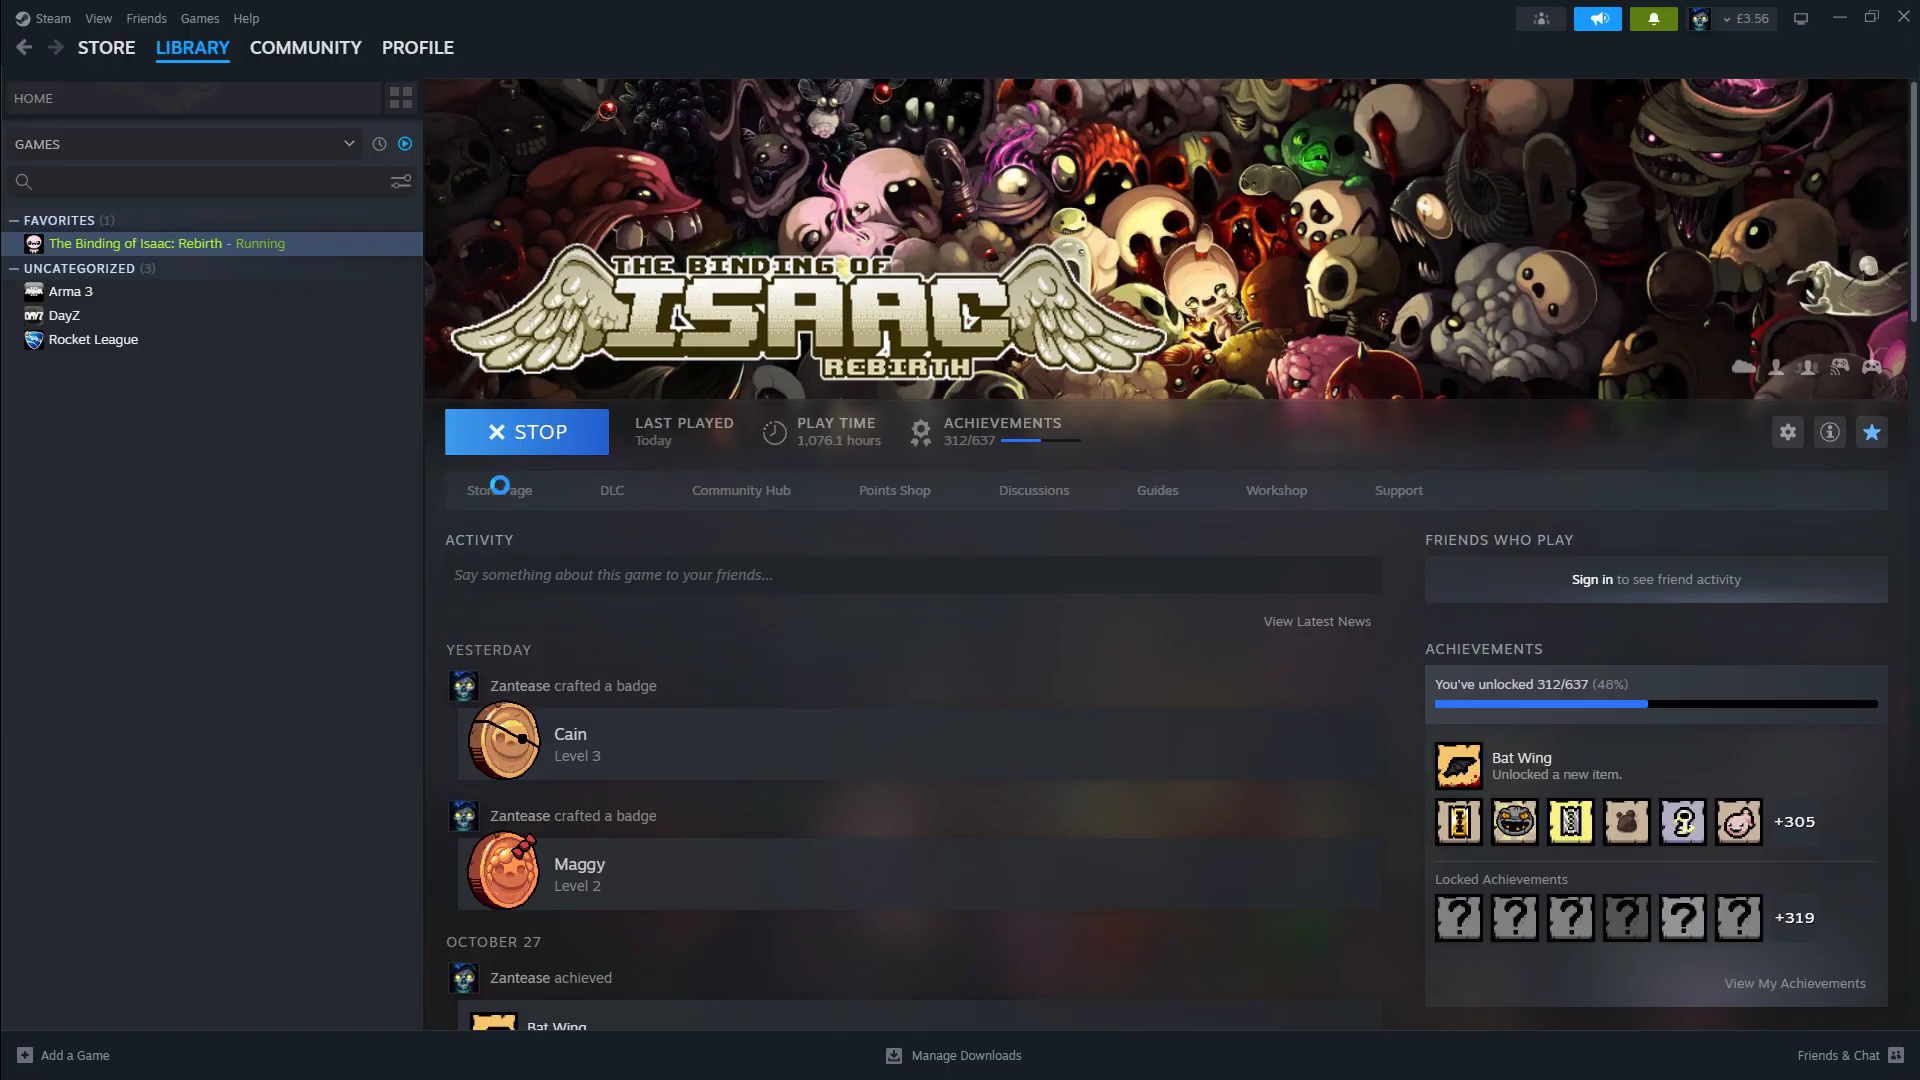 Steam View Friends Games Help
£3.56
STORE LIBRARY COMMUNITY PROFILE
HOME
GAMES
FAVORITES (1)
The Binding of Isaac: Rebirth - Running
UNCATEGORIZED (3)
Arma 3
DayZ
Rocket League
THE BINDING OF
ISAAC
REBIRTH
STOP
LAST PLAYED
Today
PLAY TIME
1,076.1 hours
ACHIEVEMENTS
312/637
Store Page DLC Community Hub Points Shop Discussions Guides Workshop Support
ACTIVITY
Say something about this game to your friends...
View Latest News
YESTERDAY
Zantease crafted a badge
Cain
Level 3
Zantease crafted a badge
Maggy
Level 2
OCTOBER 27
Zantease achieved
Bat Wing
FRIENDS WHO PLAY
Sign in to see friend activity
ACHIEVEMENTS
You've unlocked 312/637 (48%)
Bat Wing
Unlocked a new item.
+305
Locked Achievements
+319
View My Achievements
Add a Game
Manage Downloads
Friends & Chat